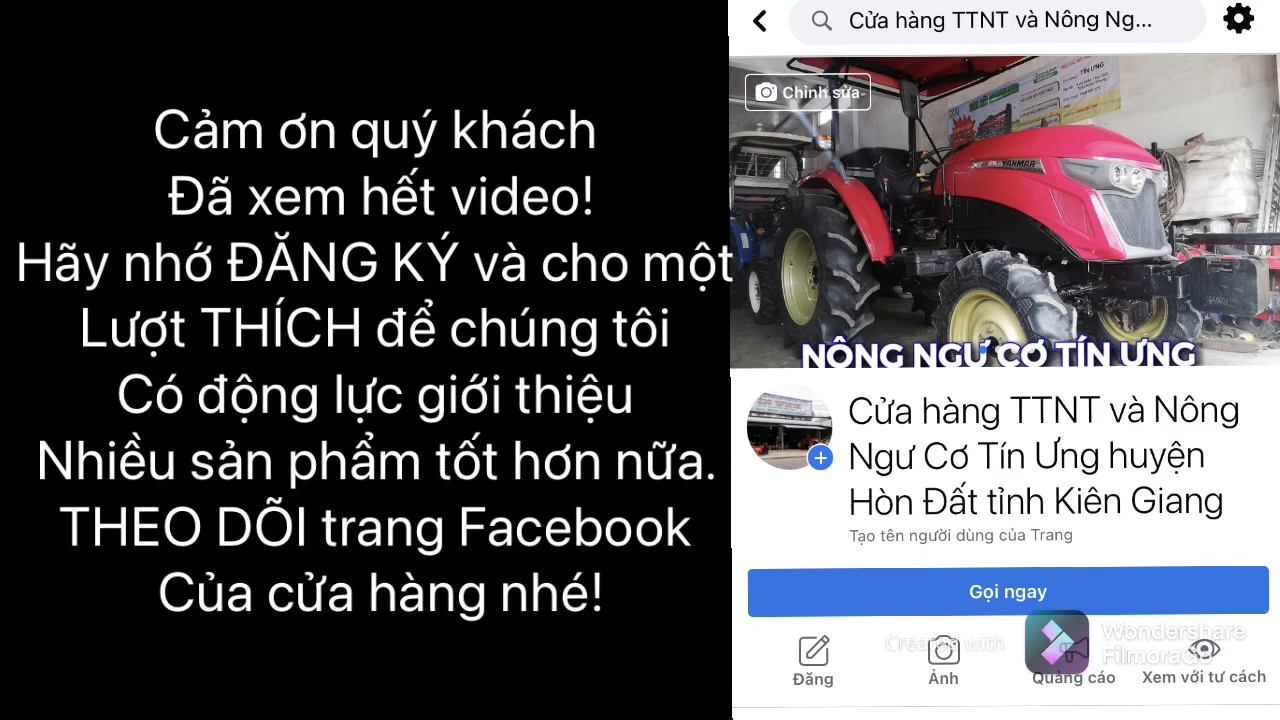 Cảm ơn quý khách
Đã xem hết video!
Hãy nhớ ĐĂNG KÝ và cho một
Lượt THÍCH để chúng tôi
Có động lực giới thiệu
Nhiều sản phẩm tốt hơn nữa.
THEO DÕI trang Facebook
Của cửa hàng nhé!
Cửa hàng TTNT và Nông Ng...
Chỉnh sửa
TÍN ƯNG
YANMAR
NÔNG NGƯ CƠ TÍN ƯNG
Cửa hàng TTNT và Nông
Ngư Cơ Tín Ưng huyện
Hòn Đất tỉnh Kiên Giang
Tạo tên người dùng của Trang
Gọi ngay
Created with
Wondershare
FilmoraGo
Đăng
Ảnh
Quảng cáo
Xem với tư cách